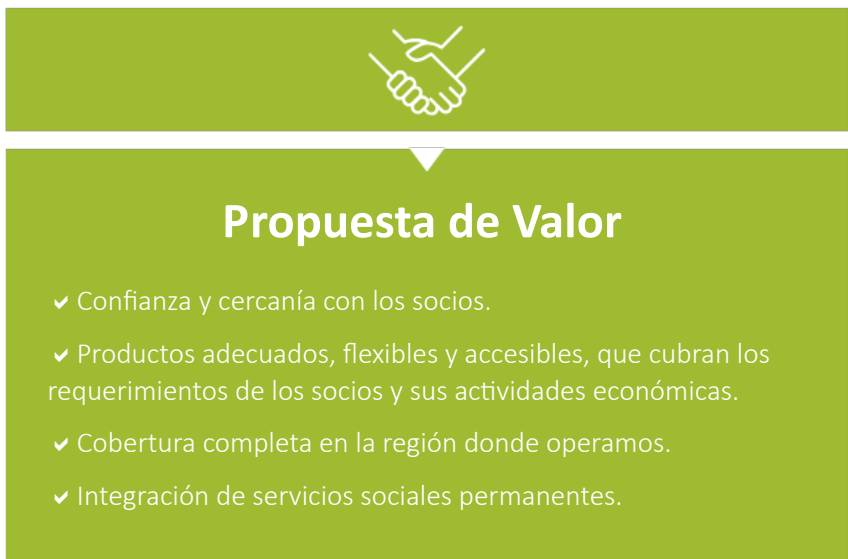 Propuesta de Valor
✓ Confianza y cercanía con los socios.
✓ Productos adecuados, flexibles y accesibles, que cubran los
requerimientos de los socios y sus actividades económicas.
✓ Cobertura completa en la región donde operamos.
✓ Integración de servicios sociales permanentes.